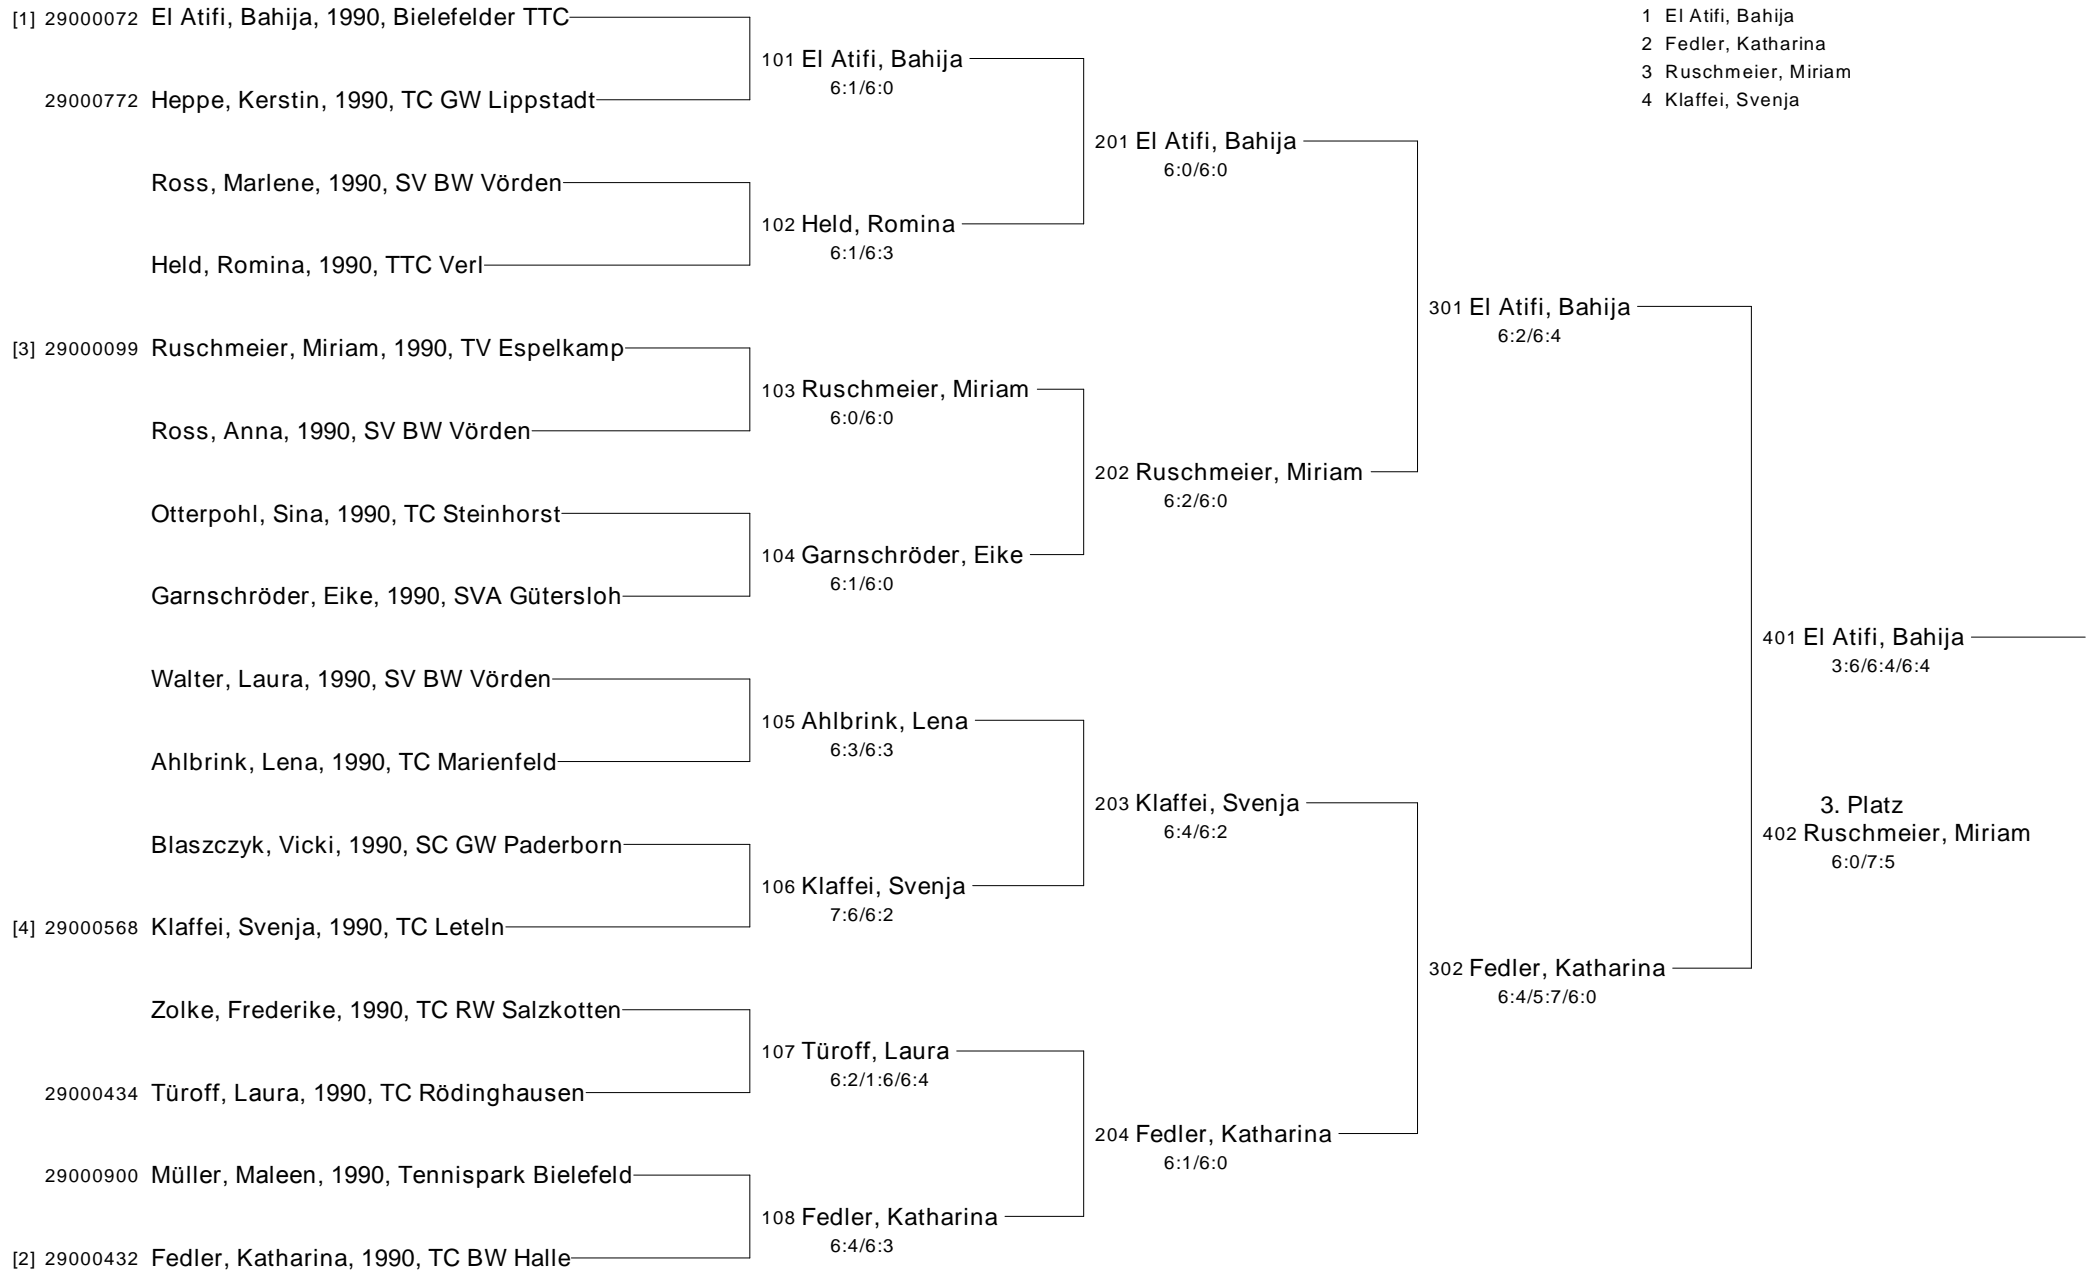 [1] 29000072 El Atifi, Bahija, 1990, Bielefelder TTC
29000772 Heppe, Kerstin, 1990, TC GW Lippstadt
Ross, Marlene, 1990, SV BW Vörden
Held, Romina, 1990, TTC Verl
[3] 29000099 Ruschmeier, Miriam, 1990, TV Espelkamp
Ross, Anna, 1990, SV BW Vörden
Otterpohl, Sina, 1990, TC Steinhorst
Garnschröder, Eike, 1990, SVA Gütersloh
Walter, Laura, 1990, SV BW Vörden
Ahlbrink, Lena, 1990, TC Marienfeld
Blaszczyk, Vicki, 1990, SC GW Paderborn
[4] 29000568 Klaffei, Svenja, 1990, TC Leteln
Zolke, Frederike, 1990, TC RW Salzkotten
29000434 Türoff, Laura, 1990, TC Rödinghausen
29000900 Müller, Maleen, 1990, Tennispark Bielefeld
[2] 29000432 Fedler, Katharina, 1990, TC BW Halle
101 El Atifi, Bahija
6:1/6:0
102 Held, Romina
6:1/6:3
103 Ruschmeier, Miriam
6:0/6:0
104 Garnschröder, Eike
6:1/6:0
105 Ahlbrink, Lena
6:3/6:3
106 Klaffei, Svenja
7:6/6:2
107 Türoff, Laura
6:2/1:6/6:4
108 Fedler, Katharina
6:4/6:3
201 El Atifi, Bahija
6:0/6:0
202 Ruschmeier, Miriam
6:2/6:0
203 Klaffei, Svenja
6:4/6:2
204 Fedler, Katharina
6:1/6:0
301 El Atifi, Bahija
6:2/6:4
302 Fedler, Katharina
6:4/5:7/6:0
1 El Atifi, Bahija
2 Fedler, Katharina
3 Ruschmeier, Miriam
4 Klaffei, Svenja
401 El Atifi, Bahija
3:6/6:4/6:4
3. Platz
402 Ruschmeier, Miriam
6:0/7:5